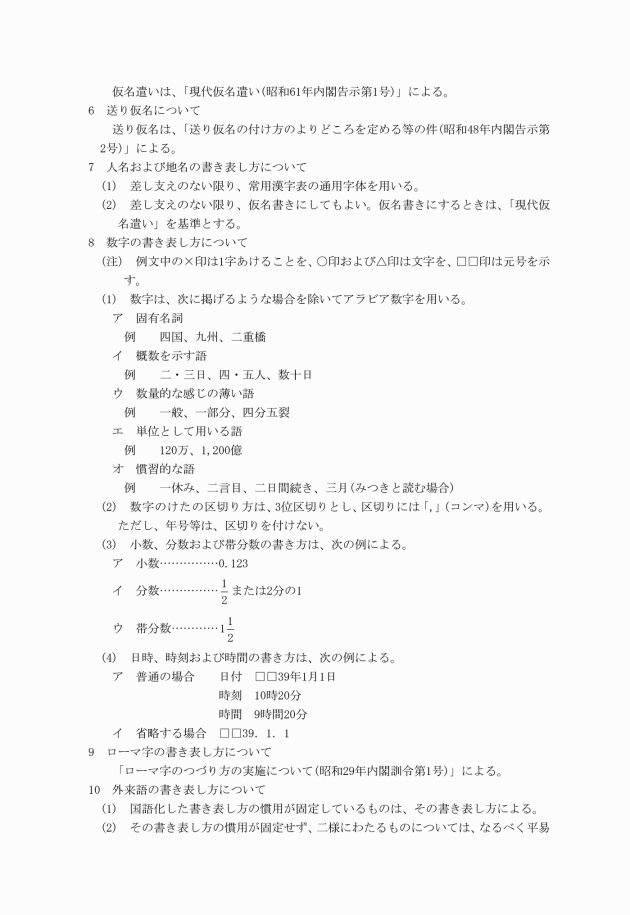 仮名遣いは、「現代仮名遣い(昭和61年内閣告示第1号)」による。
6　送り仮名について
送り仮名は、「送り仮名の付け方のよりどころを定める等の件(昭和48年内閣告示第
2号)」による。
7　人名および地名の書き表し方について
(1)　差し支えのない限り、常用漢字表の通用字体を用いる。
(2)　差し支えのない限り、仮名書きにしてもよい。仮名書きにするときは、「現代仮
名遣い」を基準とする。
8　数字の書き表し方について
(注)　例文中の×印は1字あけることを、○印および△印は文字を、□□印は元号を示
す。
(1)　数字は、次に掲げるような場合を除いてアラビア数字を用いる。
ア　固有名詞
例　　四国、九州、二重橋
イ　概数を示す語
例　　二・三日、四・五人、数十日
ウ　数量的な感じの薄い語
例　　一般、一部分、四分五裂
エ　単位として用いる語
例　　120万、1,200億
オ　慣習的な語
例　　一休み、二言目、二日間続き、三月(みつきと読む場合)
(2)　数字のけたの区切り方は、3位区切りとし、区切りには「,」(コンマ)を用いる。
ただし、年号等は、区切りを付けない。
(3)　小数、分数および帯分数の書き方は、次の例による。
ア　小数……………0.123
イ　分数……………1/2または2分の1
ウ　帯分数…………1 1/2
(4)　日時、時刻および時間の書き方は、次の例による。
ア　普通の場合　　日付　□□39年1月1日
時刻　10時20分
時間　9時間20分
イ　省略する場合　□□39．1．1
9　ローマ字の書き表し方について
「ローマ字のつづり方の実施について(昭和29年内閣訓令第1号)」による。
10　外来語の書き表し方について
(1)　国語化した書き表し方の慣用が固定しているものは、その書き表し方による。
(2)　その書き表し方の慣用が固定せず、二様にわたるものについては、なるべく平易